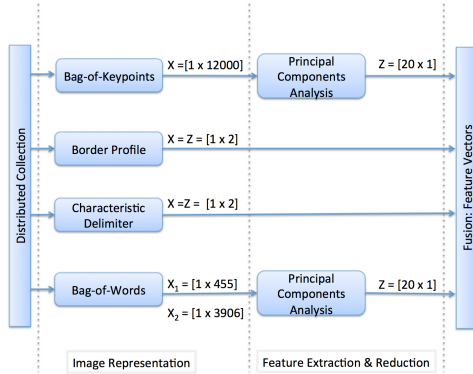 Distributed Collection
Bag-of-Keypoints
X =[1 x 12000]
Principal
Components
Analysis
Z = [20 x 1]
Border Profile
X = Z = [1 x 2]
Characteristic
Delimiter
X =Z = [1 x 2]
Bag-of-Words
X1 = [1 x 455]
X2 = [1 x 3906]
Principal
Components
Analysis
Z = [20 x 1]
Fusion: Feature Vectors
Image Representation
Feature Extraction & Reduction